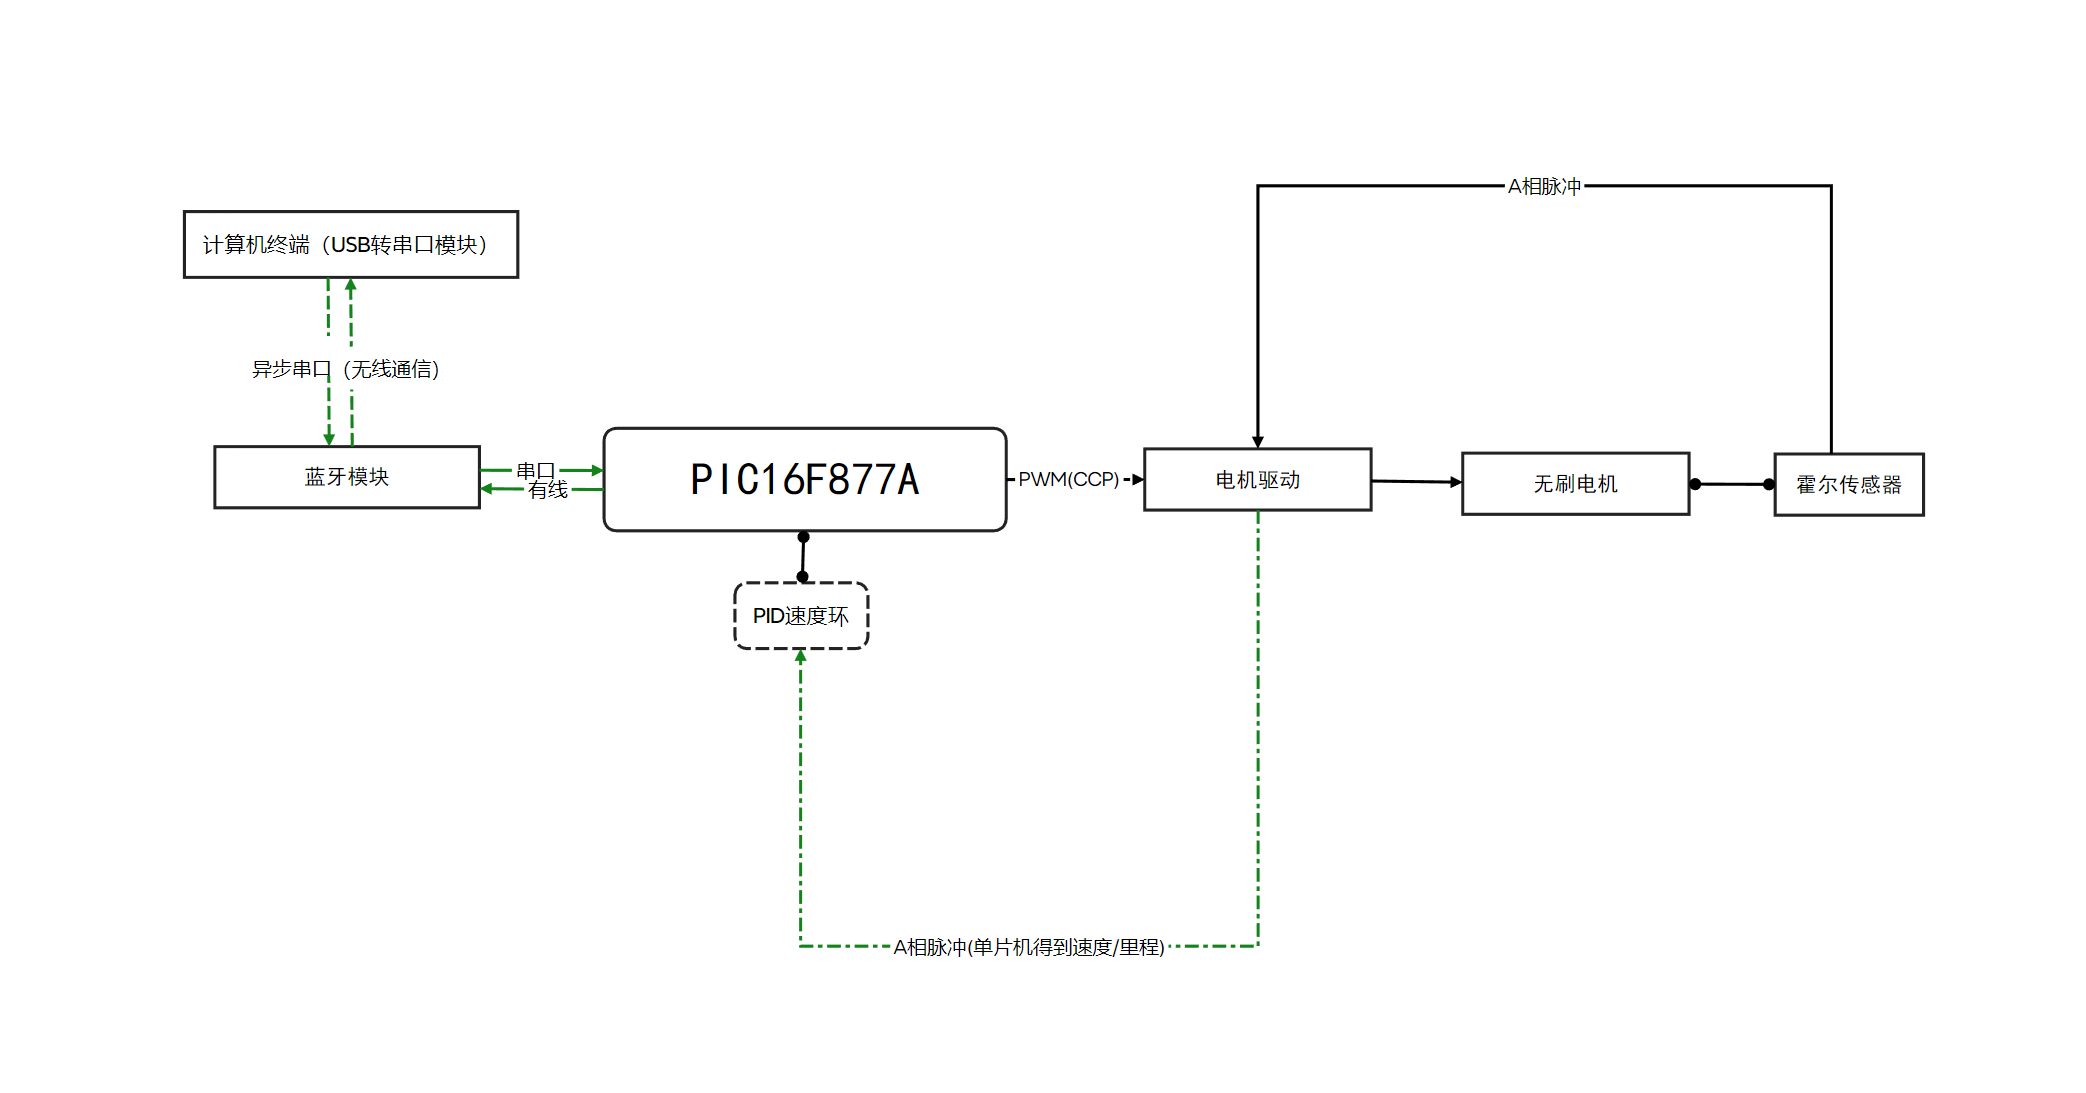 A相脉冲
计算机终端（USB转串口模块）
异步串口（无线通信)
蓝牙模块
串口
有线
PIC16F877A
PWM(CCP)
电机驱动
无刷电机
霍尔传感器
PID速度环
A相脉冲(单片机得到速度/里程)